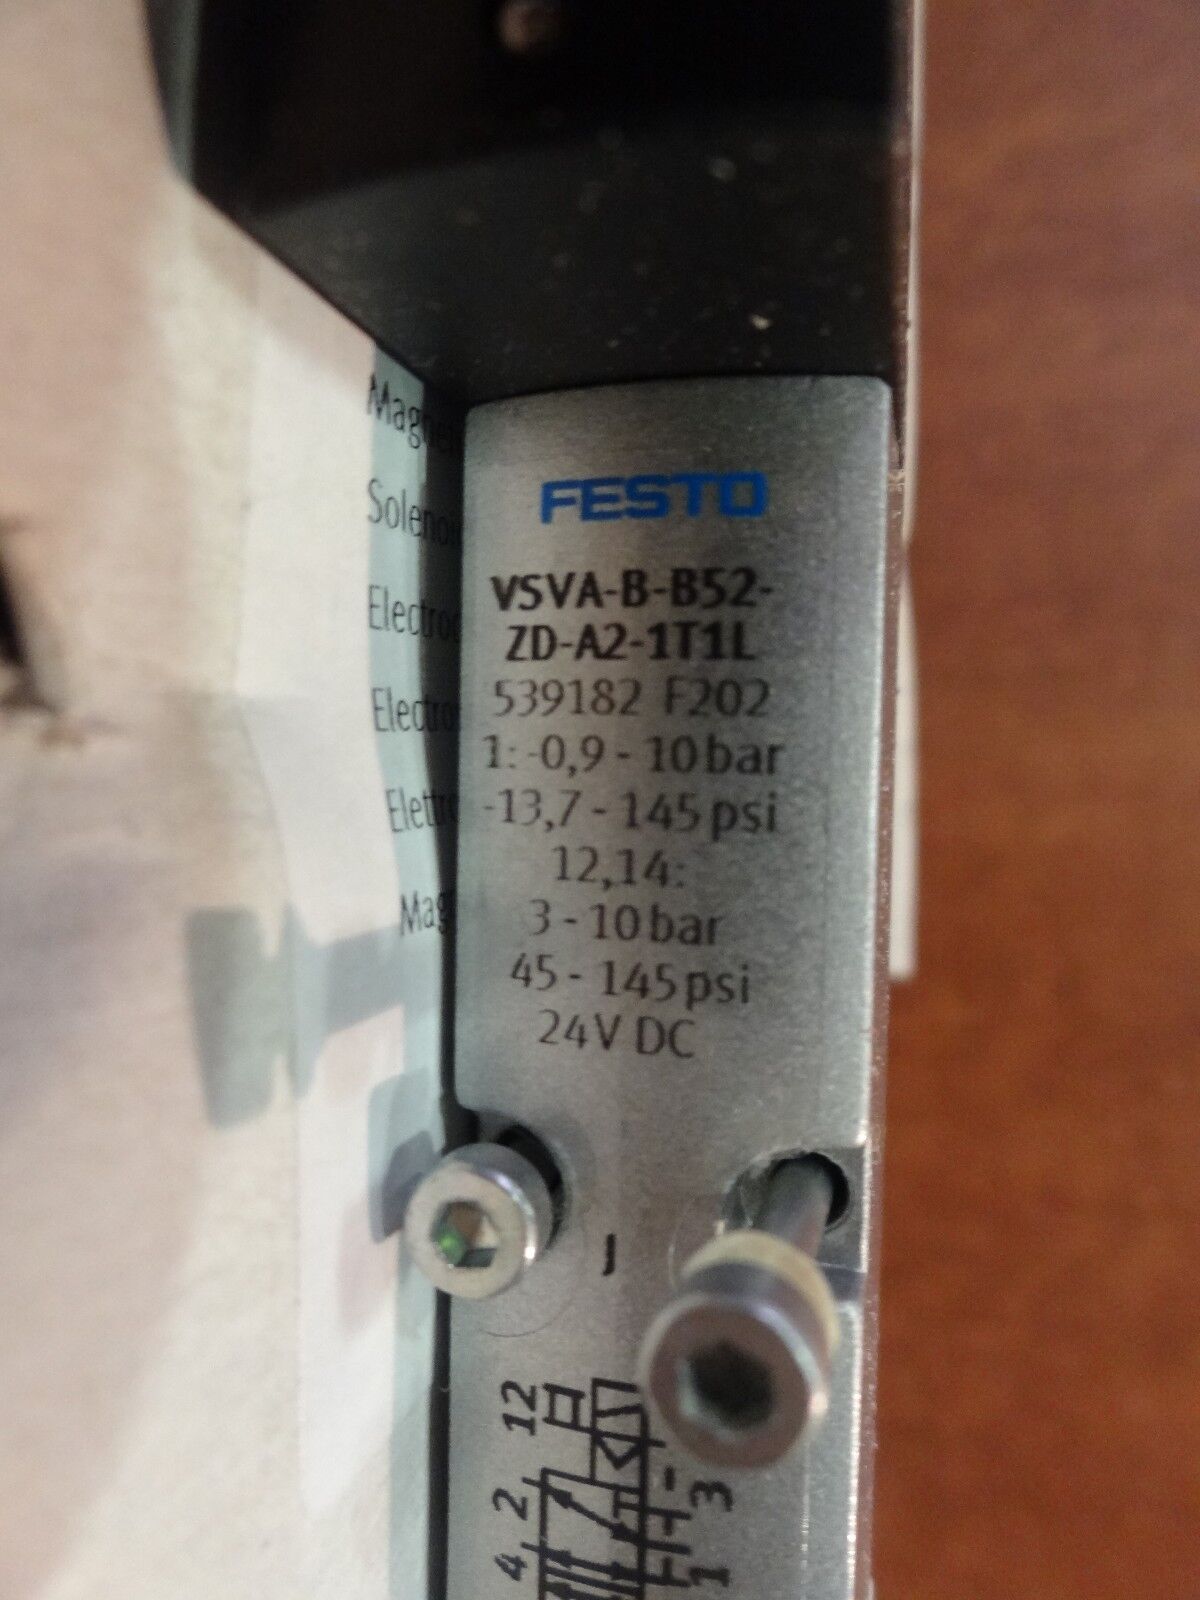 FESTO
VSVA-B-B52-
ZD-A2-1T1L
539182 F202
1: -0,9 - 10 bar
-13,7 - 145 psi
12,14:
3 - 10 bar
45 - 145 psi
24V DC
J
12
2
3
4
1